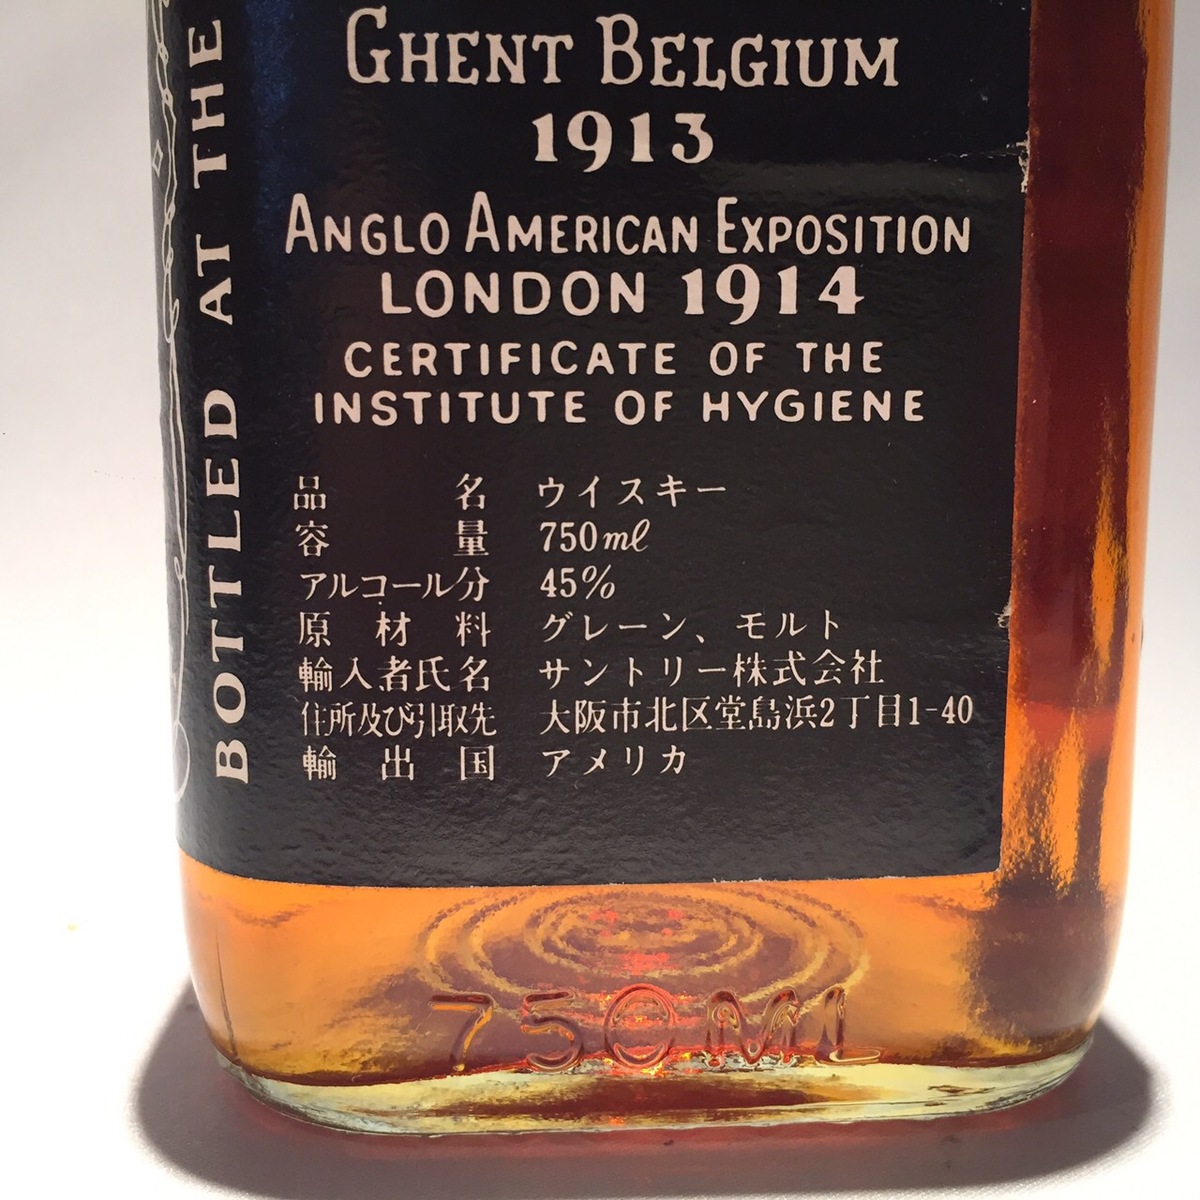 GHENT BELGIUM
1913
ANGLO AMERICAN EXPOSITION
LONDON 1914
CERTIFICATE OF THE
INSTITUTE OF HYGIENE
品名 ウイスキー
容量 750mℓ
アルコール分 45%
原材料 グレーン、モルト
輸入者氏名 サントリー株式会社
住所及び引取先 大阪市北区堂島浜2丁目1-40
輸出国 アメリカ
BOTTLED AT THE
750ML